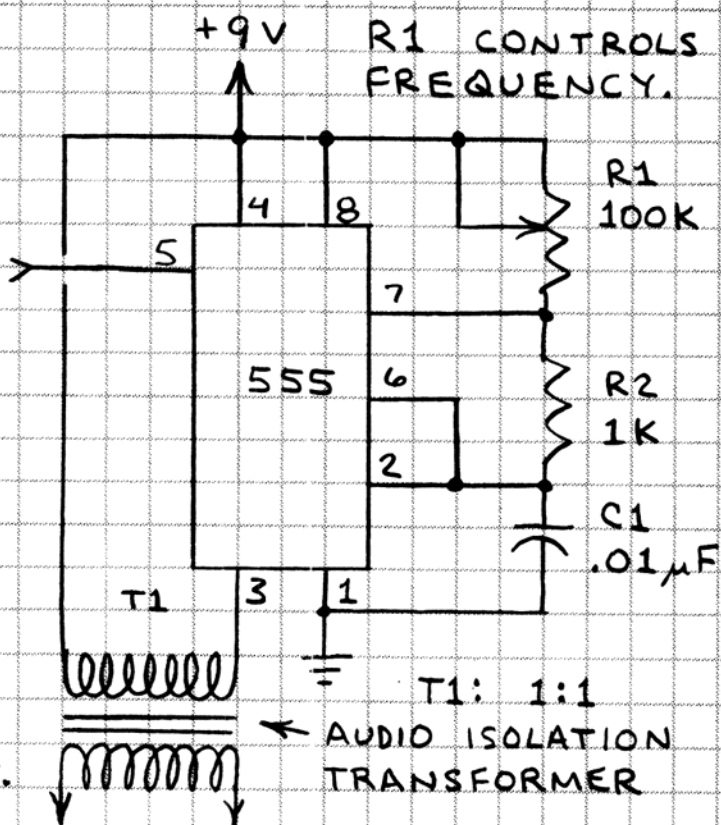 +9V
R1 CONTROLS
FREQUENCY.
4
8
R1
100K
5
7
555
6
R2
1K
2
C1
.01µF
T1
3
1
T1: 1:1
AUDIO ISOLATION
TRANSFORMER
.